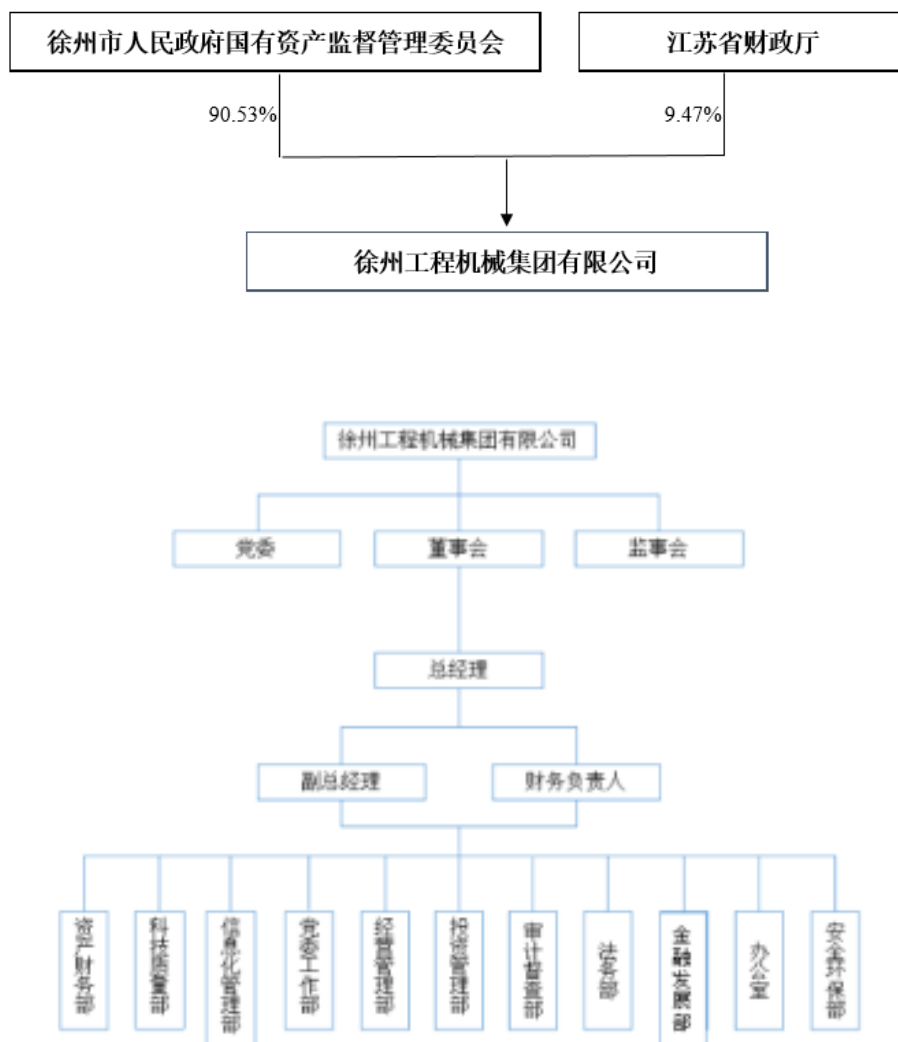 徐州市人民政府国有资产监督管理委员会
江苏省财政厅
90.53%
9.47%
徐州工程机械集团有限公司
徐州工程机械集团有限公司
党委
董事会
监事会
总经理
副总经理
财务负责人
资产财务部
科技质量部
信息化管理部
党委工作部
经营管理部
投资管理部
审计督查部
法务部
金融发展部
办公室
安全环保部